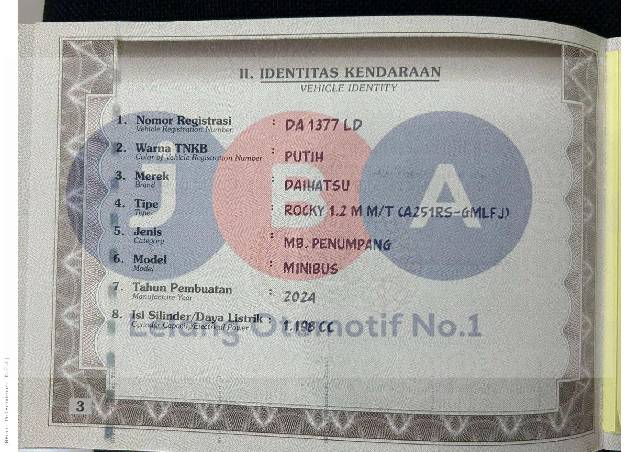 II. IDENTITAS KENDARAAN
VEHICLE IDENTITY
1. Nomor Registrasi : DA 1377 LD
Vehicle Registration Number
2. Warna TNKB : PUTIH
Color of Vehicle Registration Number
3. Merek : DAIHATSU
Brand
4. Tipe : ROCKY 1.2 M M/T (A251RS-GMLFJ)
Type
5. Jenis : MB. PENUMPANG
Category
6. Model : MINIBUS
Model
7. Tahun Pembuatan : 2024
Manufacture Year
8. Isi Silinder/Daya Listrik : 1.198 CC
Cylinder Capacity/Electrical Power
JBA
Lelang Otomotif No.1
3